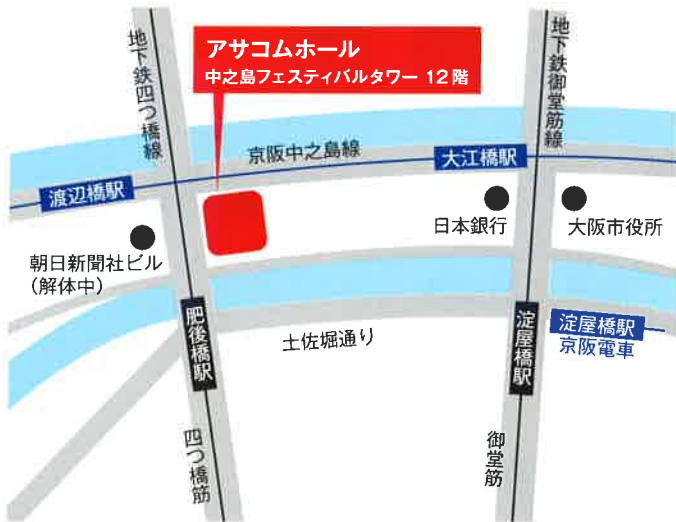 アサコムホール
中之島フェスティバルタワー 12階
地下鉄四つ橋線
地下鉄御堂筋線
京阪中之島線
大江橋駅
渡辺橋駅
日本銀行
大阪市役所
朝日新聞社ビル
(解体中)
肥後橋駅
土佐堀通り
淀屋橋駅
淀屋橋駅
京阪電車
四つ橋筋
御堂筋